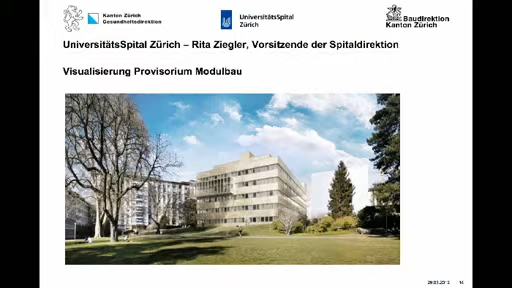 Kanton Zürich
Gesundheitsdirektion
UniversitätsSpital
Zürich
Baudirektion
Kanton Zürich
UniversitätsSpital Zürich – Rita Ziegler, Vorsitzende der Spitaldirektion
Visualisierung Provisorium Modulbau